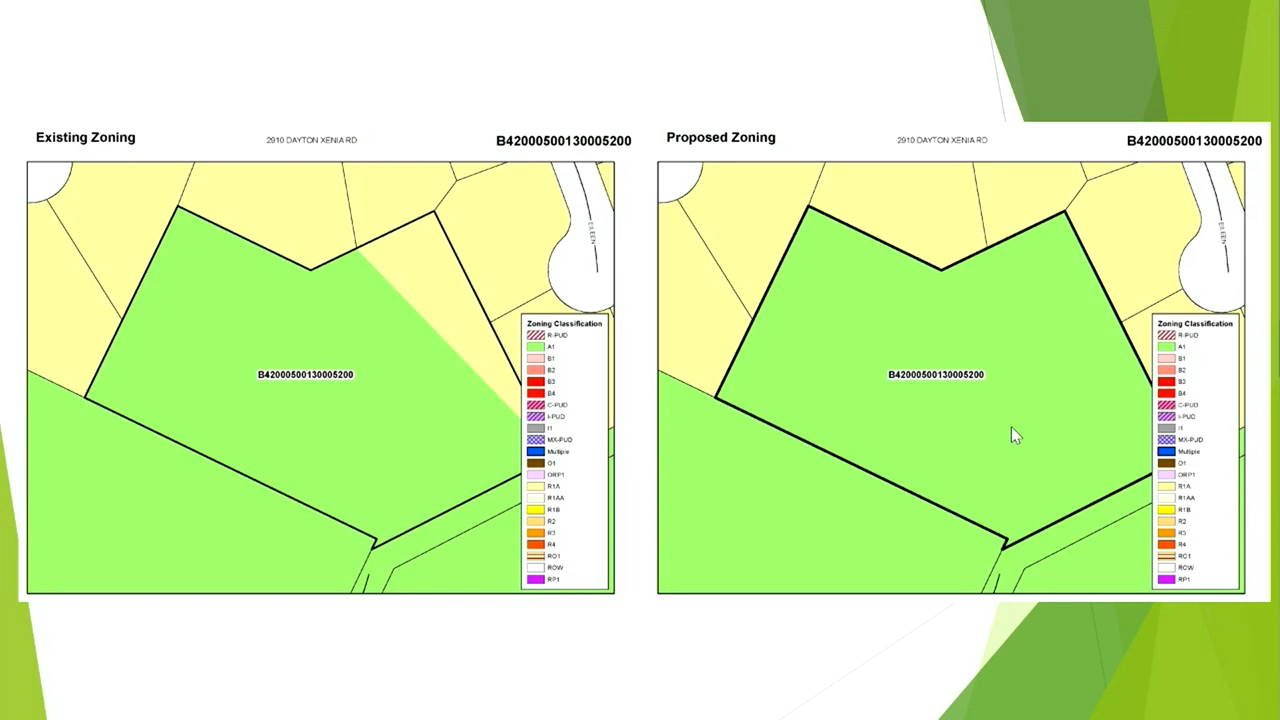 Existing Zoning
2910 DAYTON XENIA RD
B42000500130005200
EILEEN
B42000500130005200
Zoning Classification
R-PUD
A1
B1
B2
B3
B4
C-PUD
I-PUD
I1
MX-PUD
Multiple
O1
ORP1
R1A
R1AA
R1B
R2
R3
R4
RO1
ROW
RP1
Proposed Zoning
2910 DAYTON XENIA RD
B42000500130005200
EILEEN
B42000500130005200
Zoning Classification
R-PUD
A1
B1
B2
B3
B4
C-PUD
I-PUD
I1
MX-PUD
Multiple
O1
ORP1
R1A
R1AA
R1B
R2
R3
R4
RO1
ROW
RP1